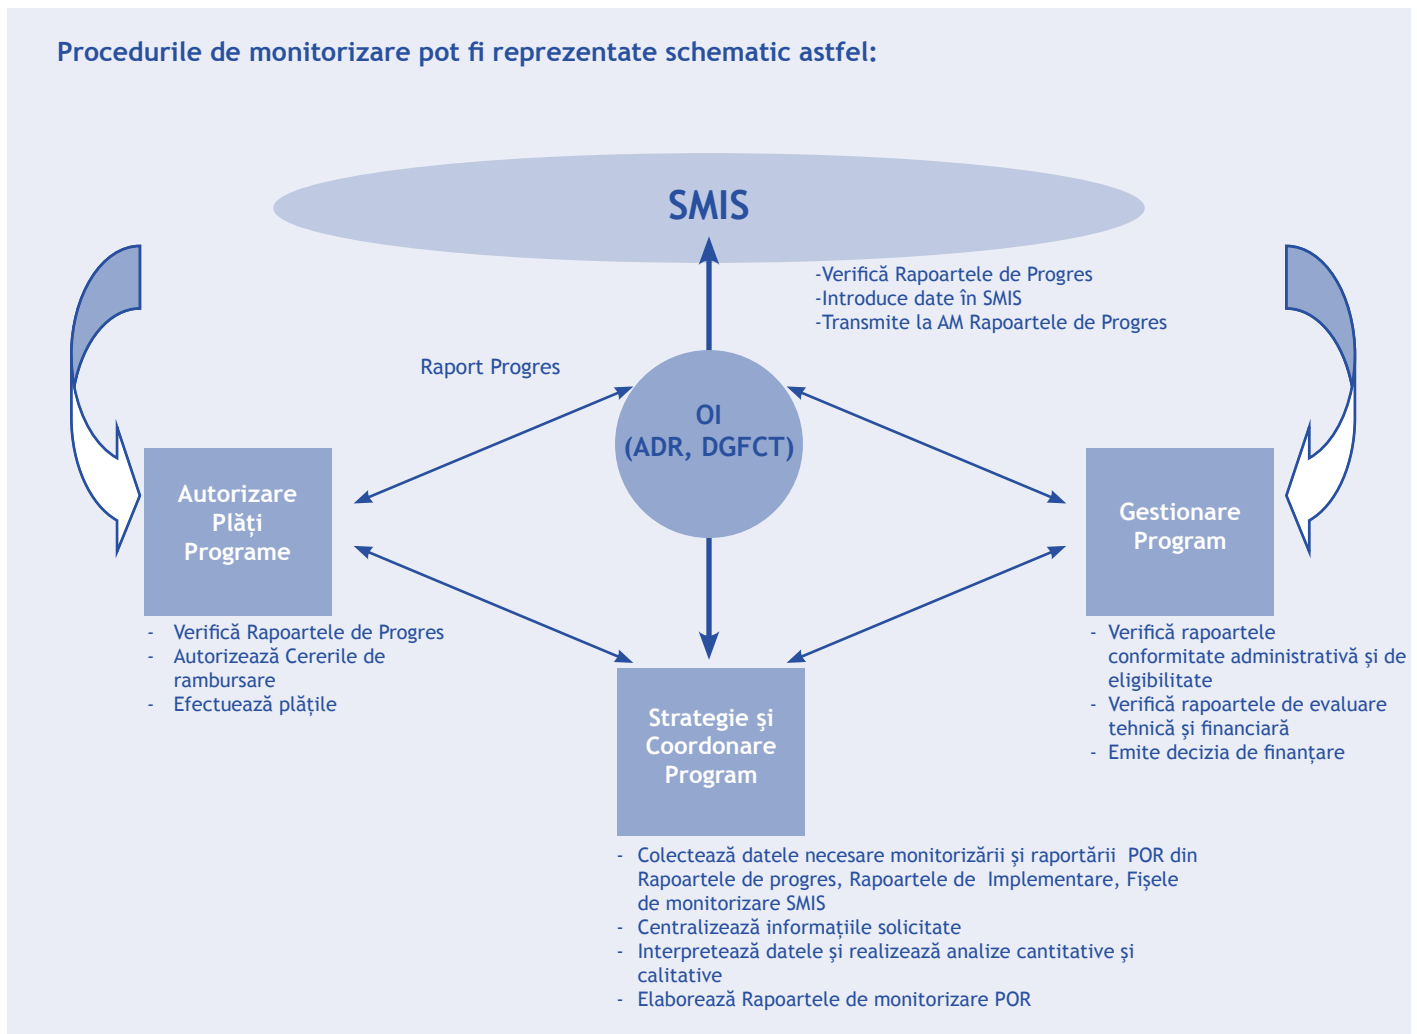 Procedurile de monitorizare pot fi reprezentate schematic astfel:
SMIS
-Verifică Rapoartele de Progres
-Introduce date în SMIS
-Transmite la AM Rapoartele de Progres
Raport Progres
OI
(ADR, DGFCT)
Autorizare
Plăți
Programe
- Verifică Rapoartele de Progres
- Autorizează Cererile de
rambursare
- Efectuează plățile
Gestionare
Program
- Verifică rapoartele
conformitate administrativă şi de
eligibilitate
- Verifică rapoartele de evaluare
tehnică şi financiară
- Emite decizia de finanțare
Strategie şi
Coordonare
Program
- Colectează datele necesare monitorizării şi raportării POR din
Rapoartele de progres, Rapoartele de Implementare, Fişele
de monitorizare SMIS
- Centralizează informațiile solicitate
- Interpretează datele şi realizează analize cantitative şi
calitative
- Elaborează Rapoartele de monitorizare POR